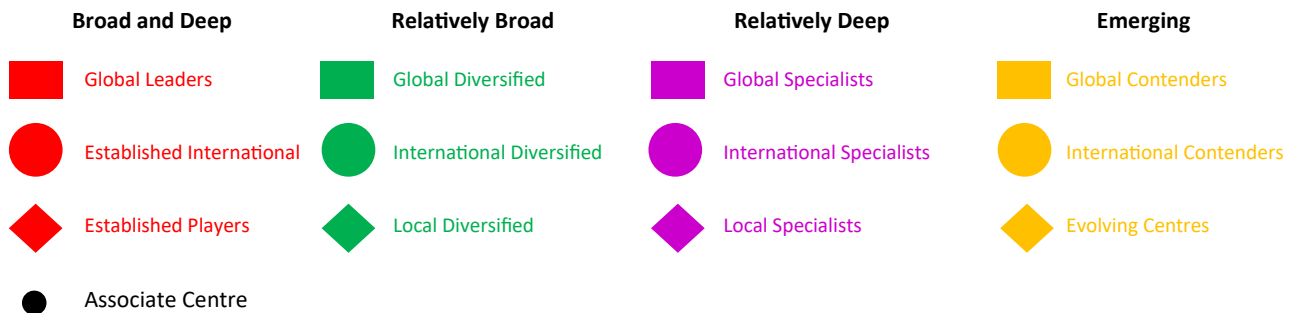 Broad and Deep Relatively Broad Relatively Deep Emerging
Global Leaders Global Diversified Global Specialists Global Contenders
Established International International Diversified International Specialists International Contenders
Established Players Local Diversified Local Specialists Evolving Centres
Associate Centre